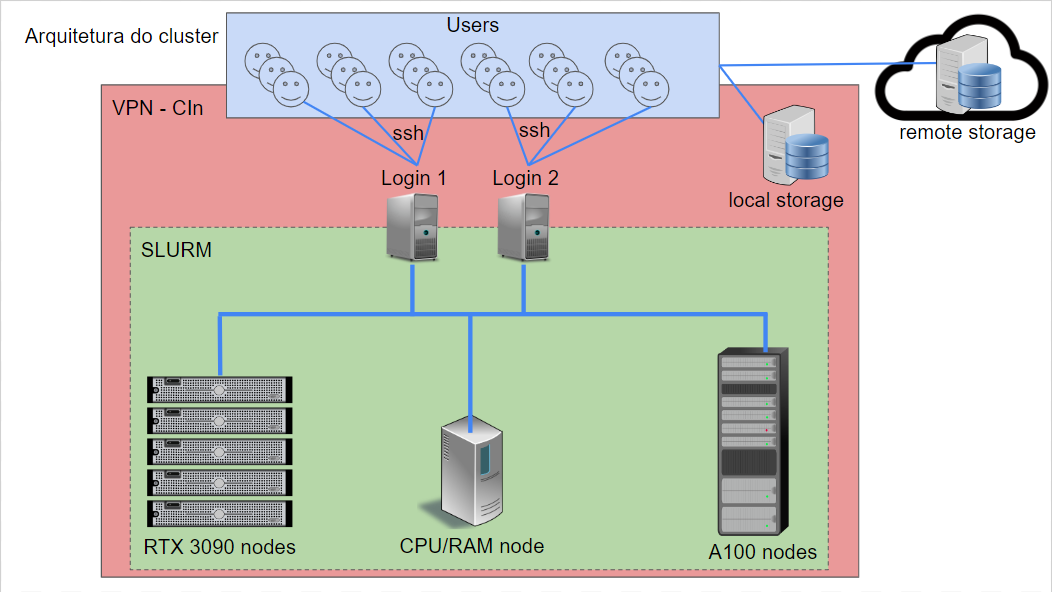 Arquitetura do cluster
Users
VPN - CIn
ssh
ssh
remote storage
Login 1
Login 2
local storage
SLURM
RTX 3090 nodes
CPU/RAM node
A100 nodes